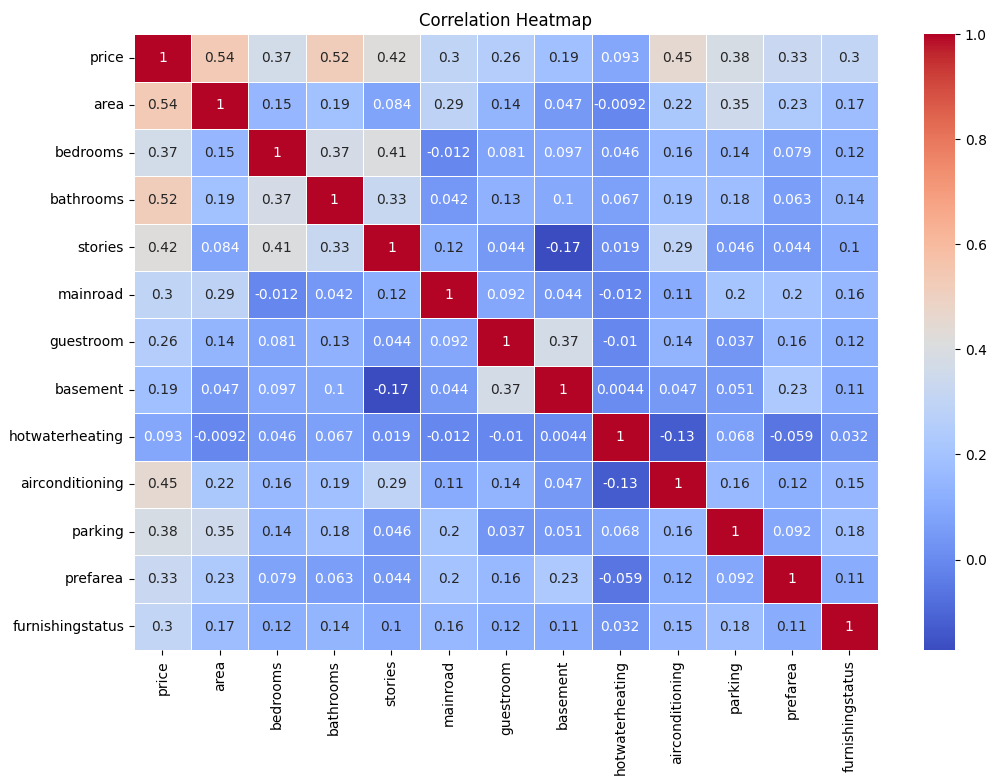 Correlation Heatmap
price 1 0.54 0.37 0.52 0.42 0.3 0.26 0.19 0.093 0.45 0.38 0.33 0.3
area 0.54 1 0.15 0.19 0.084 0.29 0.14 0.047 -0.0092 0.22 0.35 0.23 0.17
bedrooms 0.37 0.15 1 0.37 0.41 -0.012 0.081 0.097 0.046 0.16 0.14 0.079 0.12
bathrooms 0.52 0.19 0.37 1 0.33 0.042 0.13 0.1 0.067 0.19 0.18 0.063 0.14
stories 0.42 0.084 0.41 0.33 1 0.12 0.044 -0.17 0.019 0.29 0.046 0.044 0.1
mainroad 0.3 0.29 -0.012 0.042 0.12 1 0.092 0.044 -0.012 0.11 0.2 0.2 0.16
guestroom 0.26 0.14 0.081 0.13 0.044 0.092 1 0.37 -0.01 0.14 0.037 0.16 0.12
basement 0.19 0.047 0.097 0.1 -0.17 0.044 0.37 1 0.0044 0.047 0.051 0.23 0.11
hotwaterheating 0.093 -0.0092 0.046 0.067 0.019 -0.012 -0.01 0.0044 1 -0.13 0.068 -0.059 0.032
airconditioning 0.45 0.22 0.16 0.19 0.29 0.11 0.14 0.047 -0.13 1 0.16 0.12 0.15
parking 0.38 0.35 0.14 0.18 0.046 0.2 0.037 0.051 0.068 0.16 1 0.092 0.18
prefarea 0.33 0.23 0.079 0.063 0.044 0.2 0.16 0.23 -0.059 0.12 0.092 1 0.11
furnishingstatus 0.3 0.17 0.12 0.14 0.1 0.16 0.12 0.11 0.032 0.15 0.18 0.11 1
price area bedrooms bathrooms stories mainroad guestroom basement hotwaterheating airconditioning parking prefarea furnishingstatus
1.0
0.8
0.6
0.4
0.2
0.0